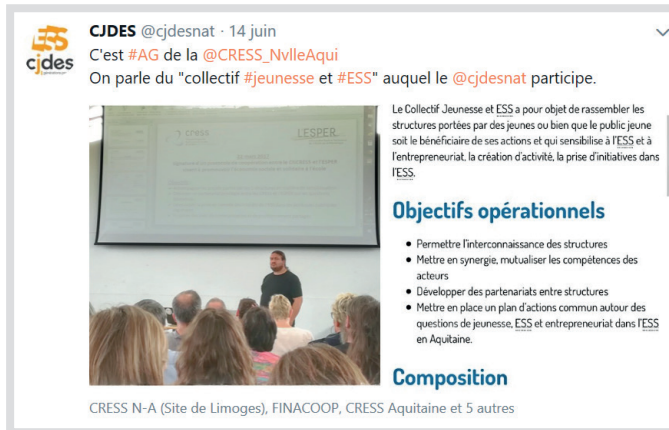 CJDES @cjdesnat · 14 juin
ESS
cjdes
C'est #AG de la @CRESS_NvlleAqui
On parle du "collectif #jeunesse et #ESS" auquel le @cjdesnat participe.
cress
LESPER
Le Collectif Jeunesse et ESS a pour objet de rassembler les
structures portées par des jeunes ou bien que le public jeune
soit le bénéficiaire de ses actions et qui sensibilise à l'ESS et à
l'entrepreneuriat, la création d'activité, la prise d'initiatives dans
l'ESS.
Objectifs opérationnels
• Permettre l'interconnaissance des structures
• Mettre en synergie, mutualiser les compétences des
acteurs
• Développer des partenariats entre structures
• Mettre en place un plan d'actions commun autour des
questions de jeunesse, ESS et entrepreneuriat dans l'ESS
en Aquitaine.
Composition
CRESS N-A (Site de Limoges), FINACOOP, CRESS Aquitaine et 5 autres